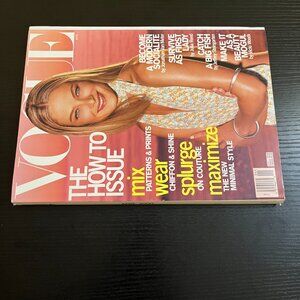 VOGUE
THE
HOW TO
ISSUE
mix
PATTERNS & PRINTS
wear
CHIFFON & SHINE
splurge
ON COUTURE
maximize
THE NEW
MINIMAL STYLE
BECOME
A MODERN
SOCIALITE
SURVIVE
AS FIRST
LADY
CATCH
A BIG FISH
MAKE IT
AS A
BEAUTY
MOGUL